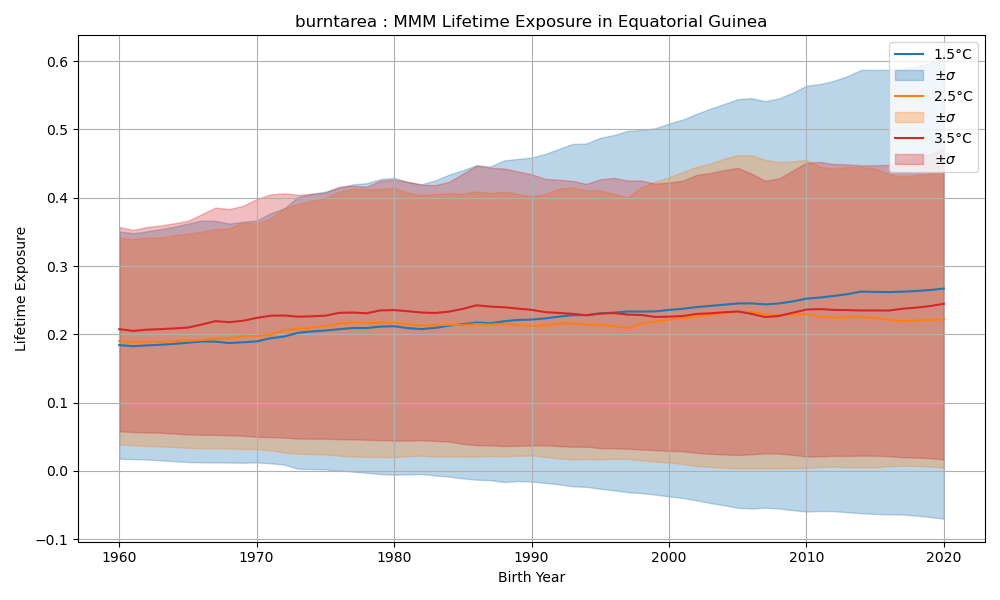 burntarea : MMM Lifetime Exposure in Equatorial Guinea
1.5°C
±σ
2.5°C
±σ
3.5°C
±σ
Lifetime Exposure
0.6
0.5
0.4
0.3
0.2
0.1
0.0
−0.1
1960 1970 1980 1990 2000 2010 2020
Birth Year